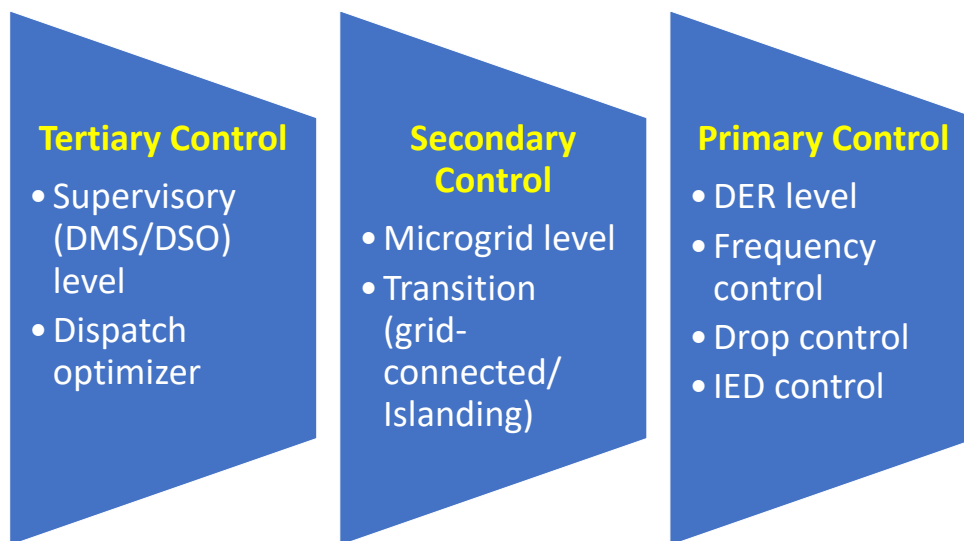 Tertiary Control
• Supervisory
(DMS/DSO)
level
• Dispatch
optimizer
Secondary
Control
• Microgrid level
• Transition
(grid-
connected/
Islanding)
Primary Control
• DER level
• Frequency
control
• Drop control
• IED control